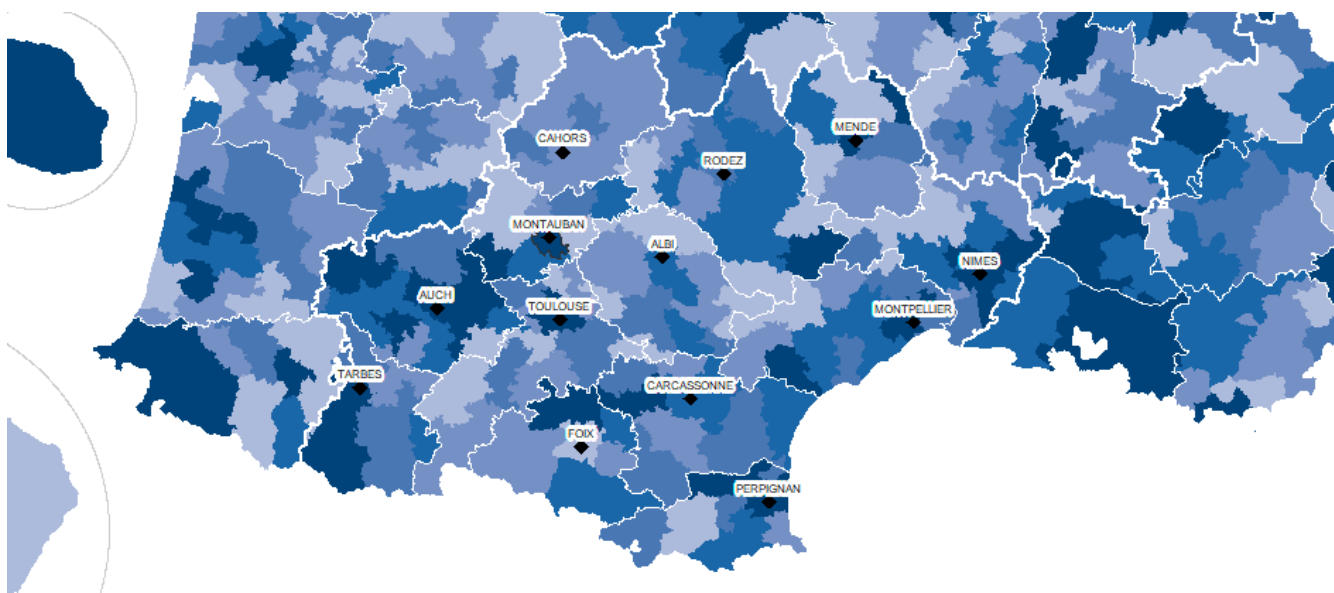 CAHORS
MENDE
RODEZ
MONTAUBAN
ALBI
NIMES
AUCH
TOULOUSE
MONTPELLIER
TARBES
CARCASSONNE
FOIX
PERPIGNAN